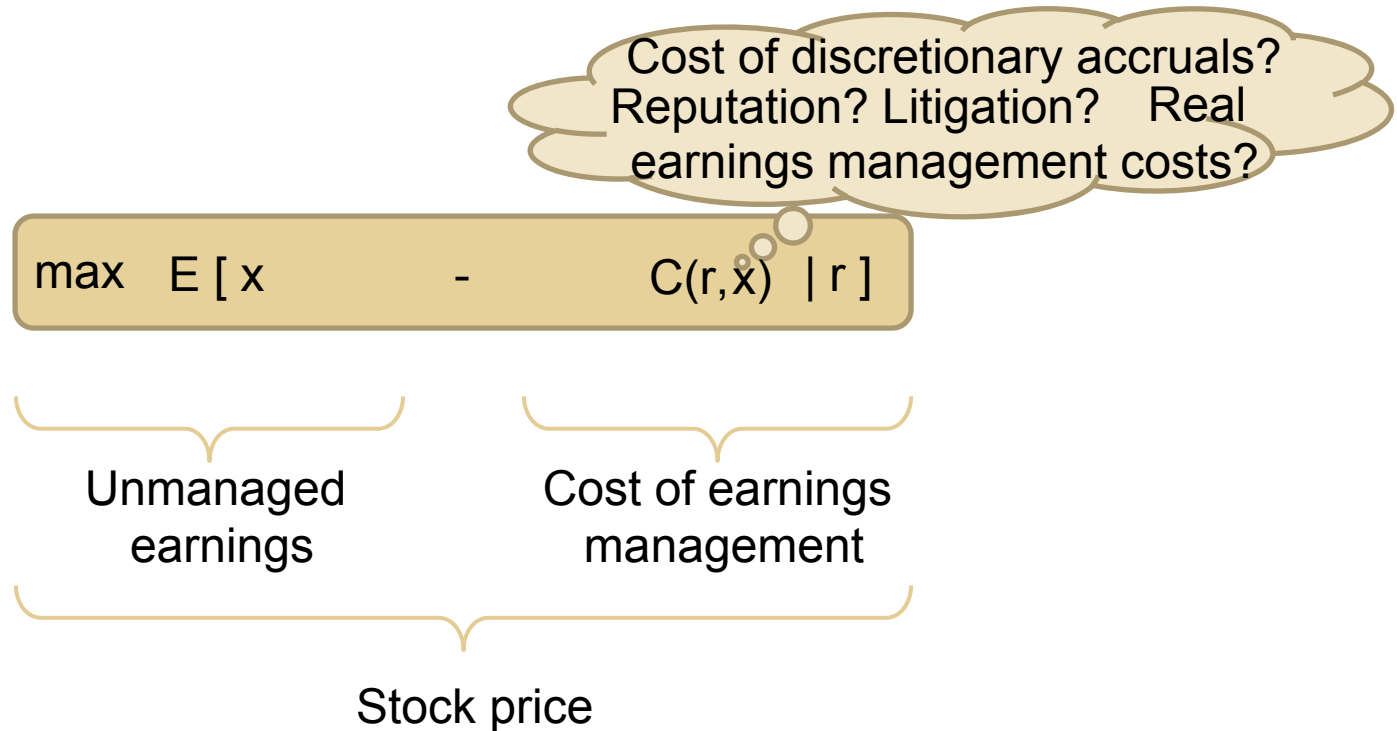 Cost of discretionary accruals?
Reputation? Litigation? Real
earnings management costs?
max E [ x - C(r,x) | r ]
Unmanaged
earnings
Cost of earnings
management
Stock price